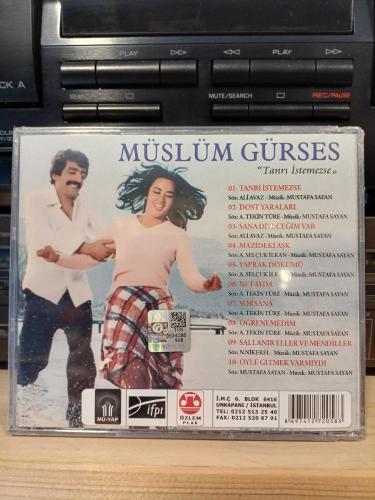 CK A
PLAY
PLAY
SEARCH
MUTE/SEARCH
REC/PAUSE
MÜSLÜM GÜRSES
"Tanrı İstemezse"
01- TANRI İSTEMEZSE
Söz: ALİ AVAZ - Müzik: MUSTAFA SAYAN
02- DOST YARALARI
Söz: A. TEKİN TÜRE - Müzik: MUSTAFA SAYAN
03- SANA DİYECEĞİM VAR
Söz: ALİ AVAZ - Müzik: MUSTAFA SAYAN
04- MAZİDEKİ AŞK
Söz: A. SELÇUK İLKAN - Müzik: MUSTAFA SAYAN
05- YAPRAK DÖKÜMÜ
Söz: A. SELÇUK İLKAN - Müzik: MUSTAFA SAYAN
06- NE FAYDA
Söz: A. TEKİN TÜRE - Müzik: MUSTAFA SAYAN
07- SORSANA
Söz: A. TEKİN TÜRE - Müzik: MUSTAFA SAYAN
08- ÖĞRENEMEDİM
Söz: A. TEKİN TÜRE - Müzik: MUSTAFA SAYAN
09- SALLANIR ELLER VE MENDİLLER
Söz: N.NİKEREL - Müzik: MUSTAFA SAYAN
10- ÖYLE GİTMEK VARMIYDI
Söz: MUSTAFA SAYAN - Müzik: MUSTAFA SAYAN
MÜ-YAP
ifpi
ÖZLEM
PLAK
İ.M.Ç 6. BLOK 6416
UNKAPANI / İSTANBUL
TEL: 0212 513 25 40
FAX: 0212 520 87 91
8 697412 720583